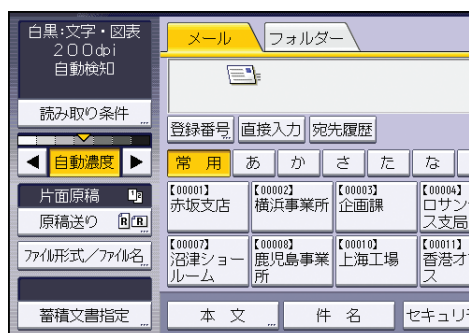 白黒:文字・図表
200dpi
自動検知
読み取り条件
自動濃度
片面原稿
原稿送り
ファイル形式/ファイル名
蓄積文書指定
メール
フォルダー
登録番号
直接入力
宛先履歴
常用
あ
か
さ
た
な
【00001】
赤坂支店
【00002】
横浜事業所
【00003】
企画課
【00004】
ロサン
ス支局
【00007】
沼津ショー
ルーム
【00008】
鹿児島事業
所
【00010】
上海工場
【00011】
香港オ
ス
本文
件名
セキュリ